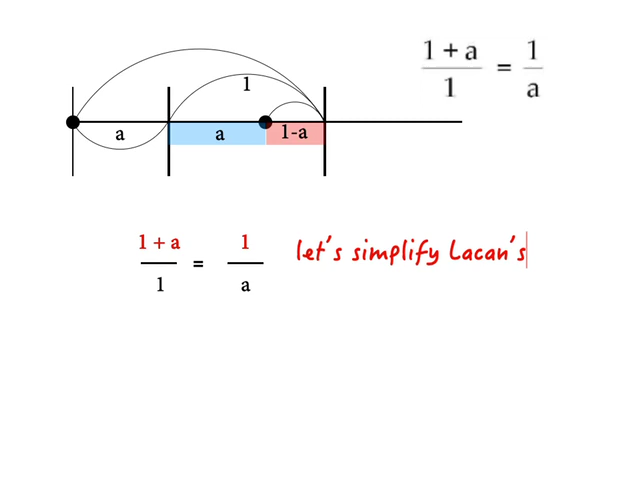 1 + a = 1
1 a
1
a a 1-a
1 + a = 1 let's simplify Lacan's
1 a